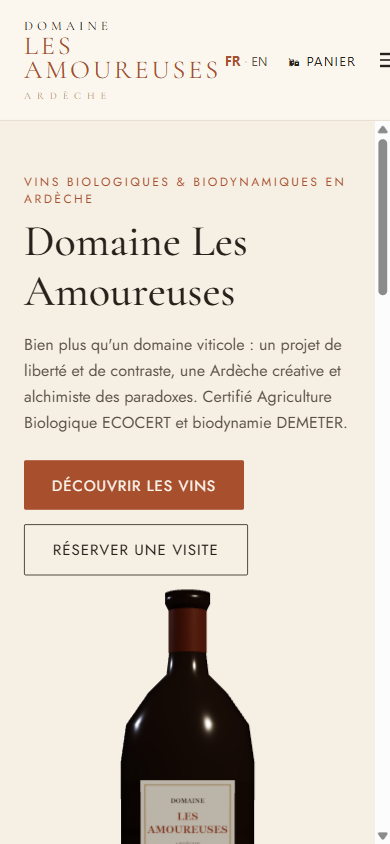 DOMAINE
LES
AMOUREUSES
ARDÈCHE
FR · EN
PANIER
VINS BIOLOGIQUES & BIODYNAMIQUES EN
ARDÈCHE
Domaine Les
Amoureuses
Bien plus qu'un domaine viticole : un projet de
liberté et de contraste, une Ardèche créative et
alchimiste des paradoxes. Certifié Agriculture
Biologique ECOCERT et biodynamie DEMETER.
DÉCOUVRIR LES VINS
RÉSERVER UNE VISITE
DOMAINE
LES
AMOUREUSES